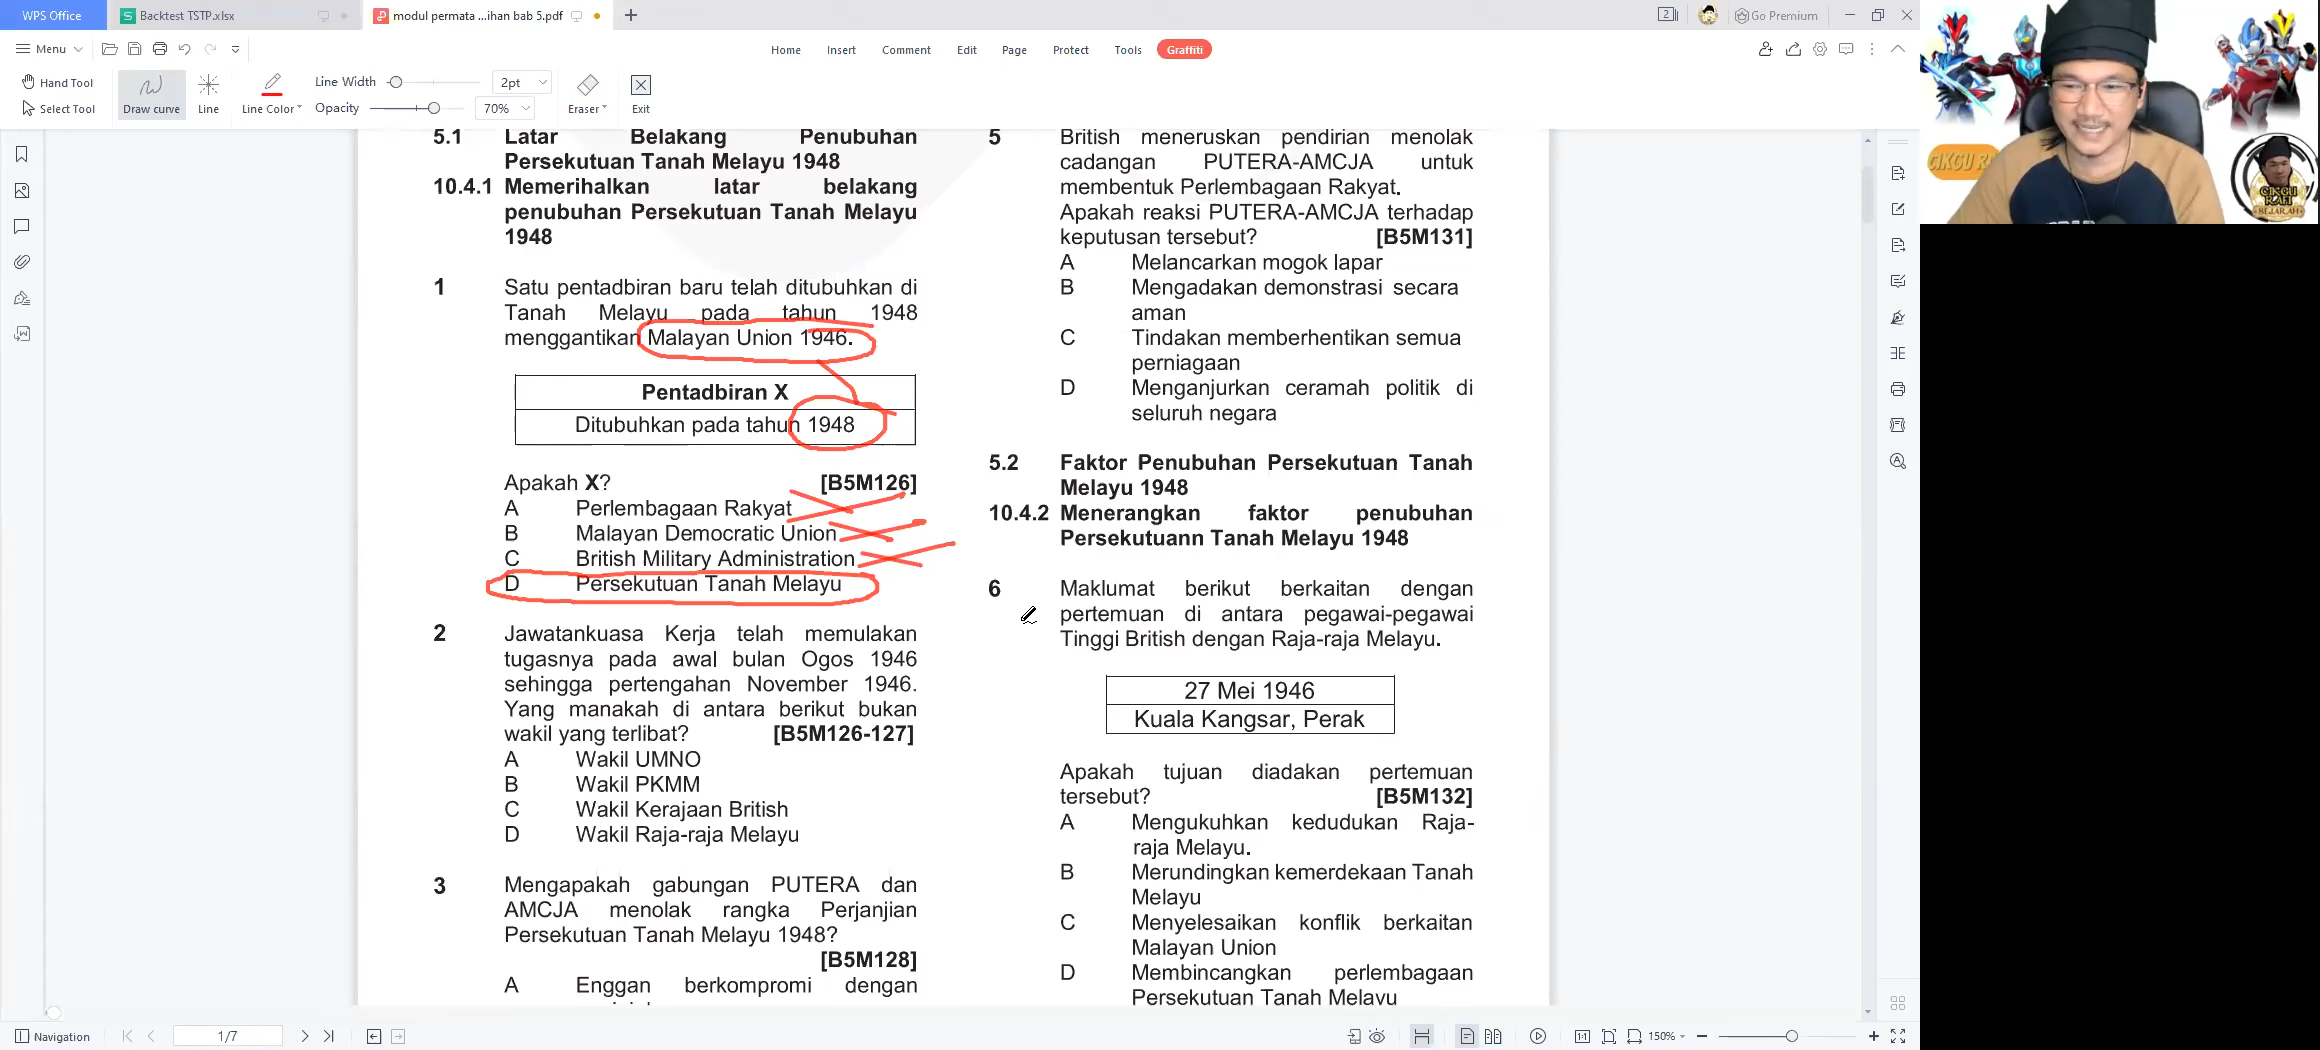 WPS Office
Backtest TSTP.xlsx
modul permata ...ihan bab 5.pdf
2
Go Premium
Menu
Home
Insert
Comment
Edit
Page
Protect
Tools
Graffiti
Hand Tool
Select Tool
Draw curve
Line
Line Color
Line Width
2pt
Opacity
70%
Eraser
Exit
5.1 Latar Belakang Penubuhan
Persekutuan Tanah Melayu 1948
10.4.1 Memerihalkan latar belakang
penubuhan Persekutuan Tanah Melayu
1948
1 Satu pentadbiran baru telah ditubuhkan di
Tanah Melayu pada tahun 1948
menggantikan Malayan Union 1946.
Pentadbiran X
Ditubuhkan pada tahun 1948
Apakah X? [B5M126]
A Perlembagaan Rakyat
B Malayan Democratic Union
C British Military Administration
D Persekutuan Tanah Melayu
2 Jawatankuasa Kerja telah memulakan
tugasnya pada awal bulan Ogos 1946
sehingga pertengahan November 1946.
Yang manakah di antara berikut bukan
wakil yang terlibat? [B5M126-127]
A Wakil UMNO
B Wakil PKMM
C Wakil Kerajaan British
D Wakil Raja-raja Melayu
3 Mengapakah gabungan PUTERA dan
AMCJA menolak rangka Perjanjian
Persekutuan Tanah Melayu 1948?
[B5M128]
A Enggan berkompromi dengan
5 British meneruskan pendirian menolak
cadangan PUTERA-AMCJA untuk
membentuk Perlembagaan Rakyat.
Apakah reaksi PUTERA-AMCJA terhadap
keputusan tersebut? [B5M131]
A Melancarkan mogok lapar
B Mengadakan demonstrasi secara
aman
C Tindakan memberhentikan semua
perniagaan
D Menganjurkan ceramah politik di
seluruh negara
5.2 Faktor Penubuhan Persekutuan Tanah
Melayu 1948
10.4.2 Menerangkan faktor penubuhan
Persekutuann Tanah Melayu 1948
6 Maklumat berikut berkaitan dengan
pertemuan di antara pegawai-pegawai
Tinggi British dengan Raja-raja Melayu.
27 Mei 1946
Kuala Kangsar, Perak
Apakah tujuan diadakan pertemuan
tersebut? [B5M132]
A Mengukuhkan kedudukan Raja-
raja Melayu.
B Merundingkan kemerdekaan Tanah
Melayu
C Menyelesaikan konflik berkaitan
Malayan Union
D Membincangkan perlembagaan
Persekutuan Tanah Melayu
CIKGU
CIKGU
RAFI
SEJARAH
Navigation
1/7
150%